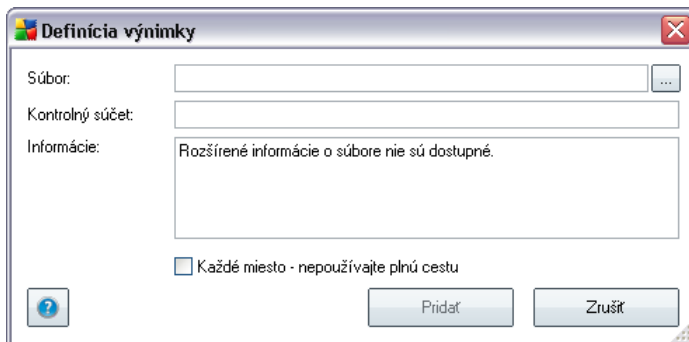 Definícia výnimky
Súbor:
...
Kontrolný súčet:
Informácie:
Rozšírené informácie o súbore nie sú dostupné.
Každé miesto - nepoužívajte plnú cestu
?
Pridať
Zrušiť